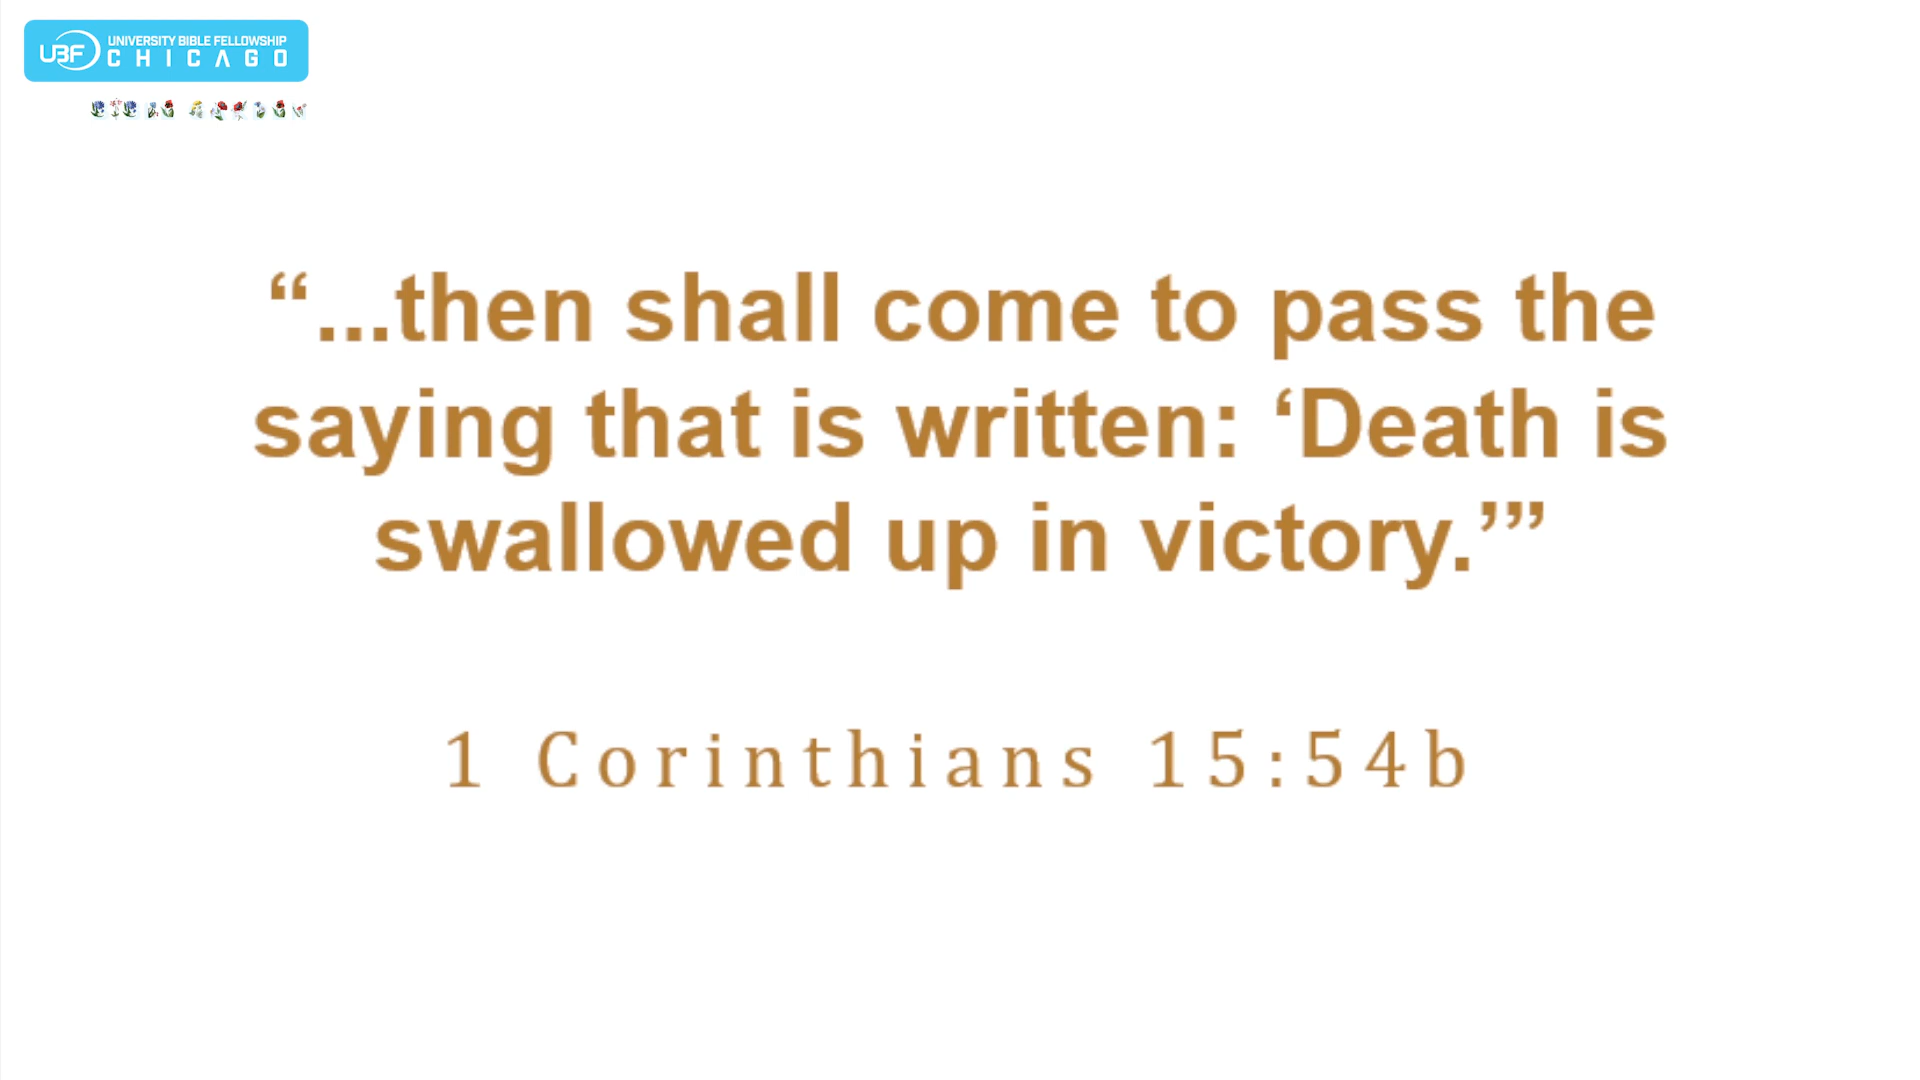 UBF UNIVERSITY BIBLE FELLOWSHIP
CHICAGO
“...then shall come to pass the
saying that is written: ‘Death is
swallowed up in victory.’”
1 Corinthians 15:54b